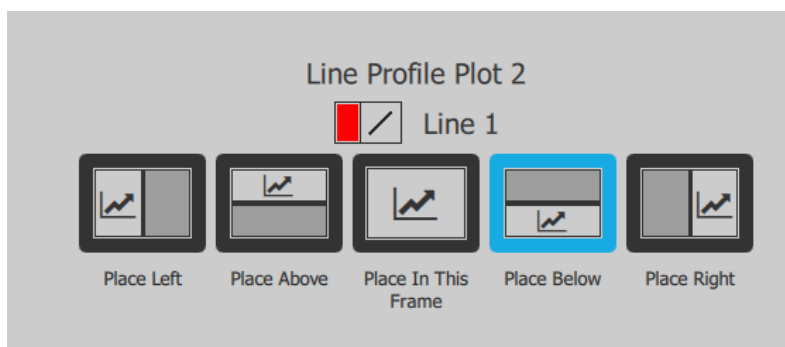 Line Profile Plot 2
Line 1
Place Left
Place Above
Place In This
Frame
Place Below
Place Right